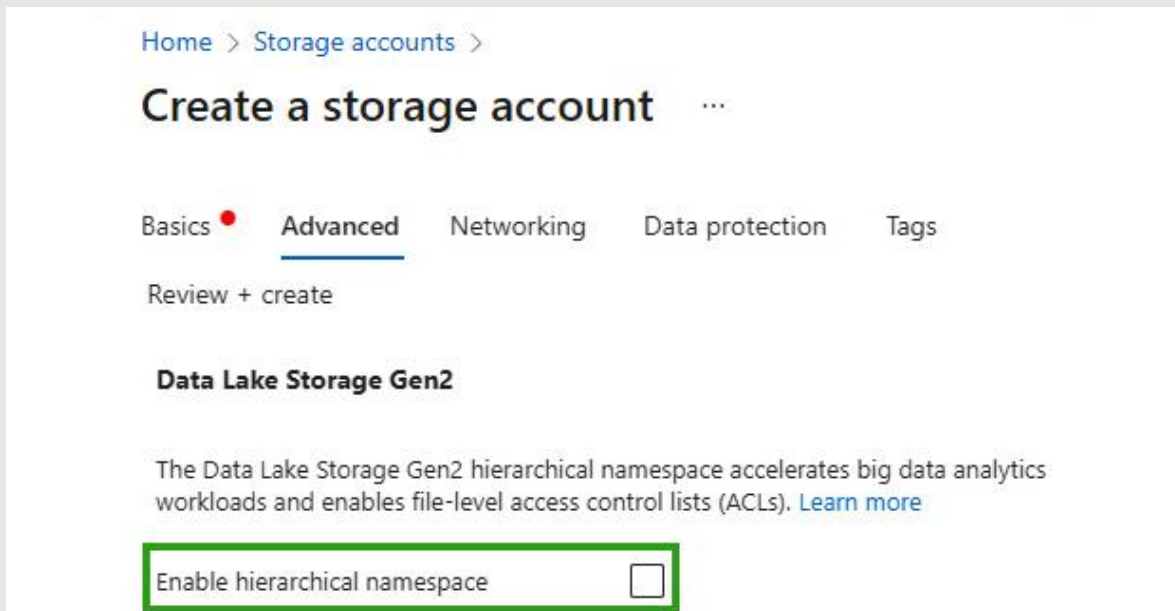 Home > Storage accounts >
Create a storage account ...
Basics Advanced Networking Data protection Tags
Review + create
Data Lake Storage Gen2
The Data Lake Storage Gen2 hierarchical namespace accelerates big data analytics
workloads and enables file-level access control lists (ACLs). Learn more
Enable hierarchical namespace